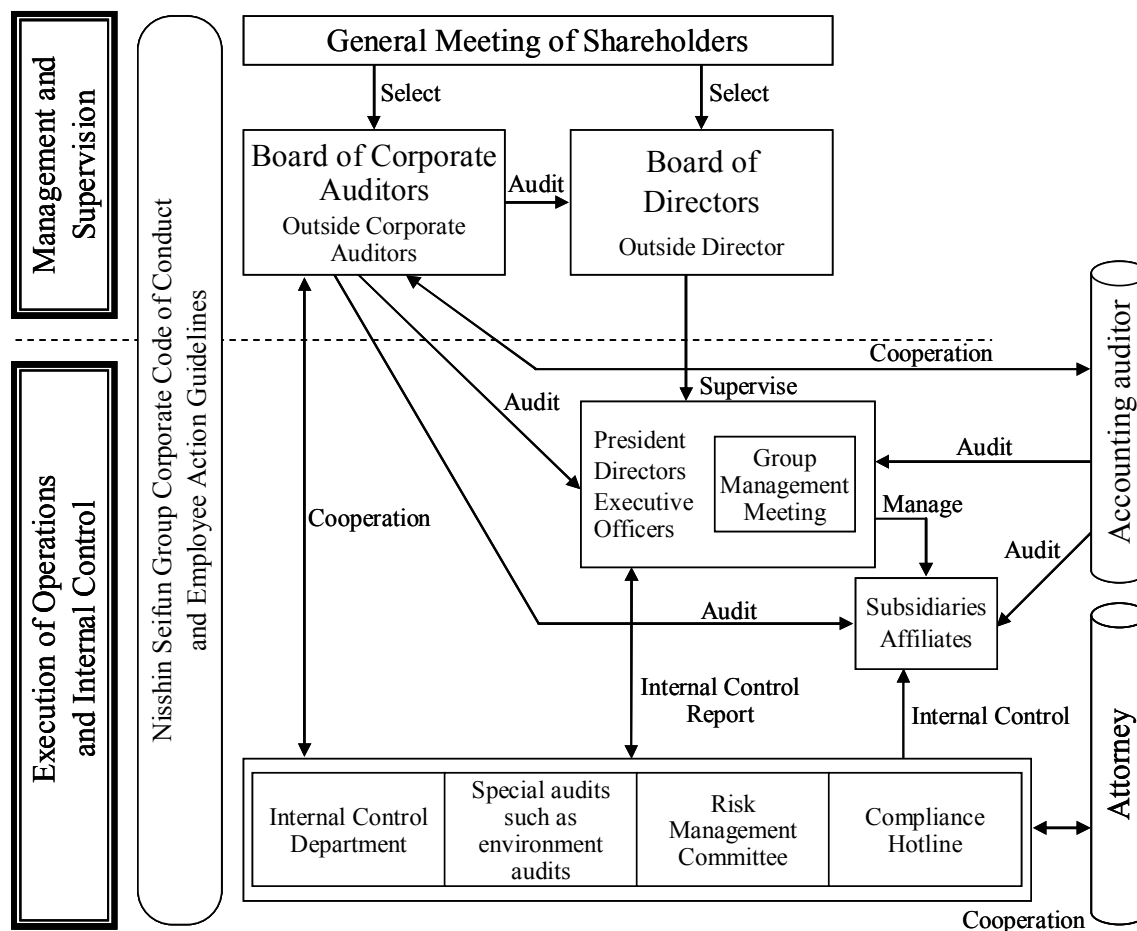 Management and
Supervision
Execution of Operations
and Internal Control
Nisshin Seifun Group Corporate Code of Conduct
and Employee Action Guidelines
General Meeting of Shareholders
Select
Select
Board of Corporate
Auditors
Outside Corporate
Auditors
Audit
Board of
Directors
Outside Director
Cooperation
Supervise
Audit
President
Directors
Executive
Officers
Group
Management
Meeting
Audit
Manage
Audit
Cooperation
Audit
Subsidiaries
Affiliates
Internal Control
Report
Internal Control
Internal Control
Department
Special audits
such as
environment
audits
Risk
Management
Committee
Compliance
Hotline
Cooperation
Accounting auditor
Attorney